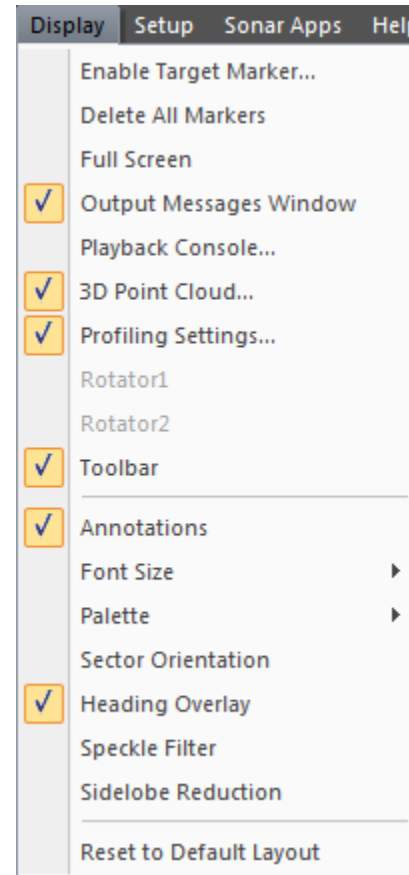 Display Setup Sonar Apps Help
Enable Target Marker...
Delete All Markers
Full Screen
Output Messages Window
Playback Console...
3D Point Cloud...
Profiling Settings...
Rotator1
Rotator2
Toolbar
Annotations
Font Size
Palette
Sector Orientation
Heading Overlay
Speckle Filter
Sidelobe Reduction
Reset to Default Layout